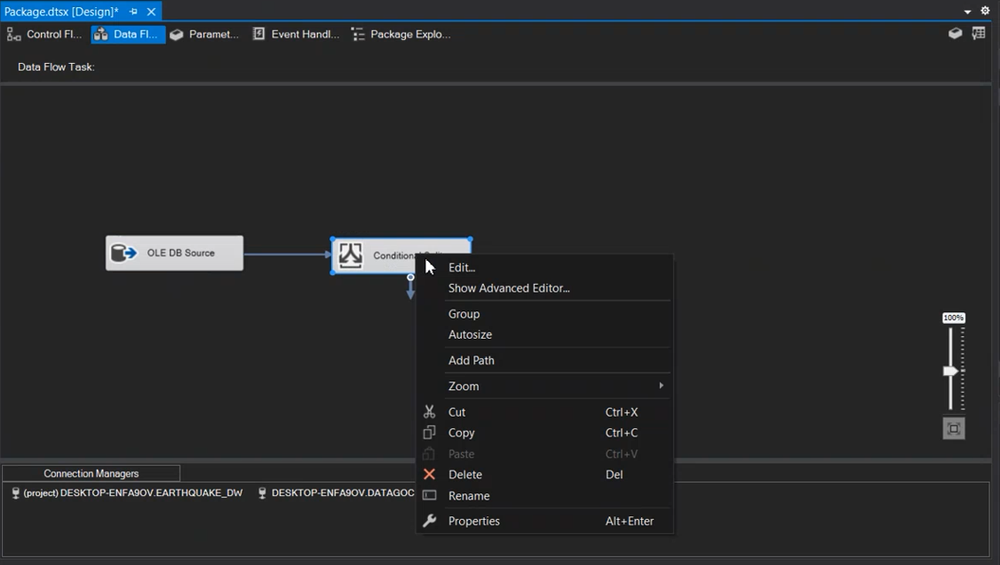 Package.dtsx [Design]*
Control Fl... Data Fl... Paramet... Event Handl... Package Explo...
Data Flow Task:
OLE DB Source
Conditional
Edit...
Show Advanced Editor...
Group
Autosize
Add Path
Zoom
Cut Ctrl+X
Copy Ctrl+C
Paste Ctrl+V
Delete Del
Rename
Properties Alt+Enter
100%
Connection Managers
(project) DESKTOP-ENFA9OV.EARTHQUAKE_DW DESKTOP-ENFA9OV.DATAGOC